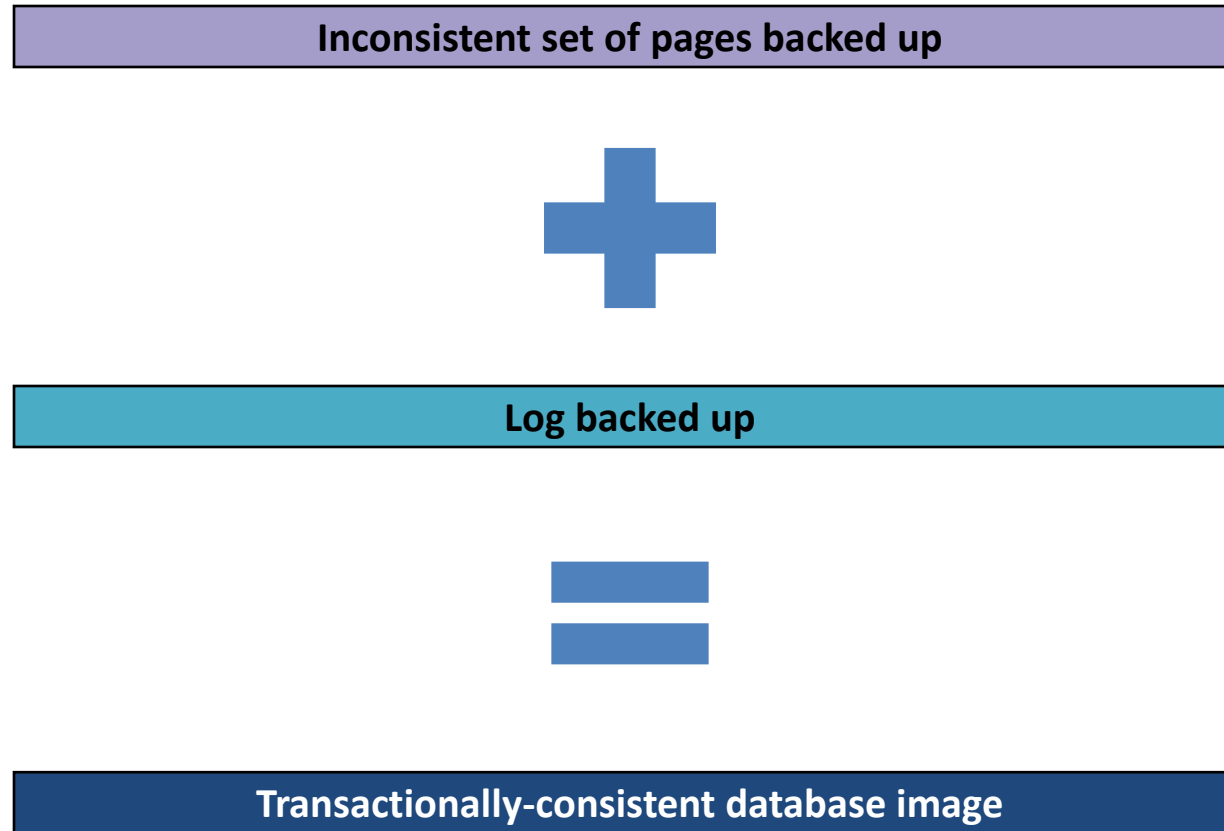 Inconsistent set of pages backed up
Log backed up
Transactionally-consistent database image